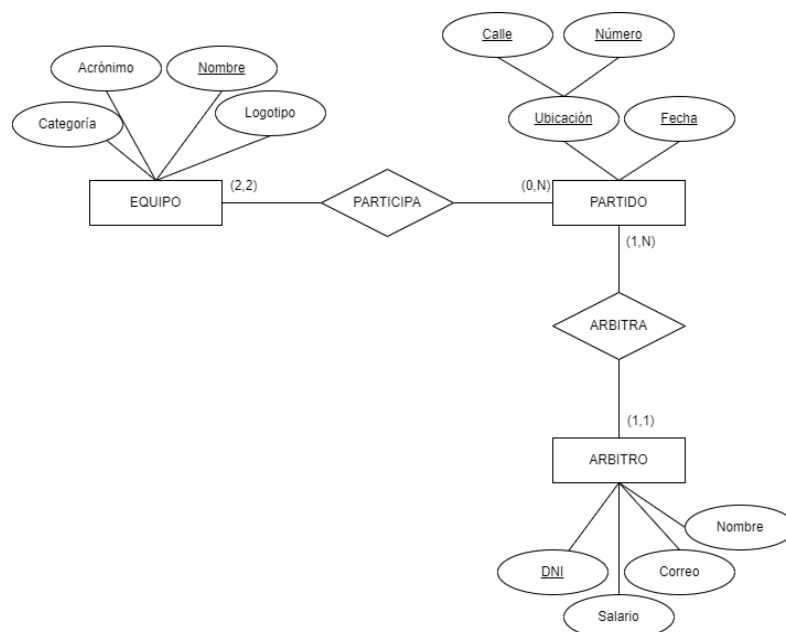 Calle
Número
Acrónimo
Nombre
Categoría
Logotipo
Ubicación
Fecha
(2,2)
(0,N)
EQUIPO
PARTICIPA
PARTIDO
(1,N)
ARBITRA
(1,1)
ARBITRO
Nombre
DNI
Correo
Salario